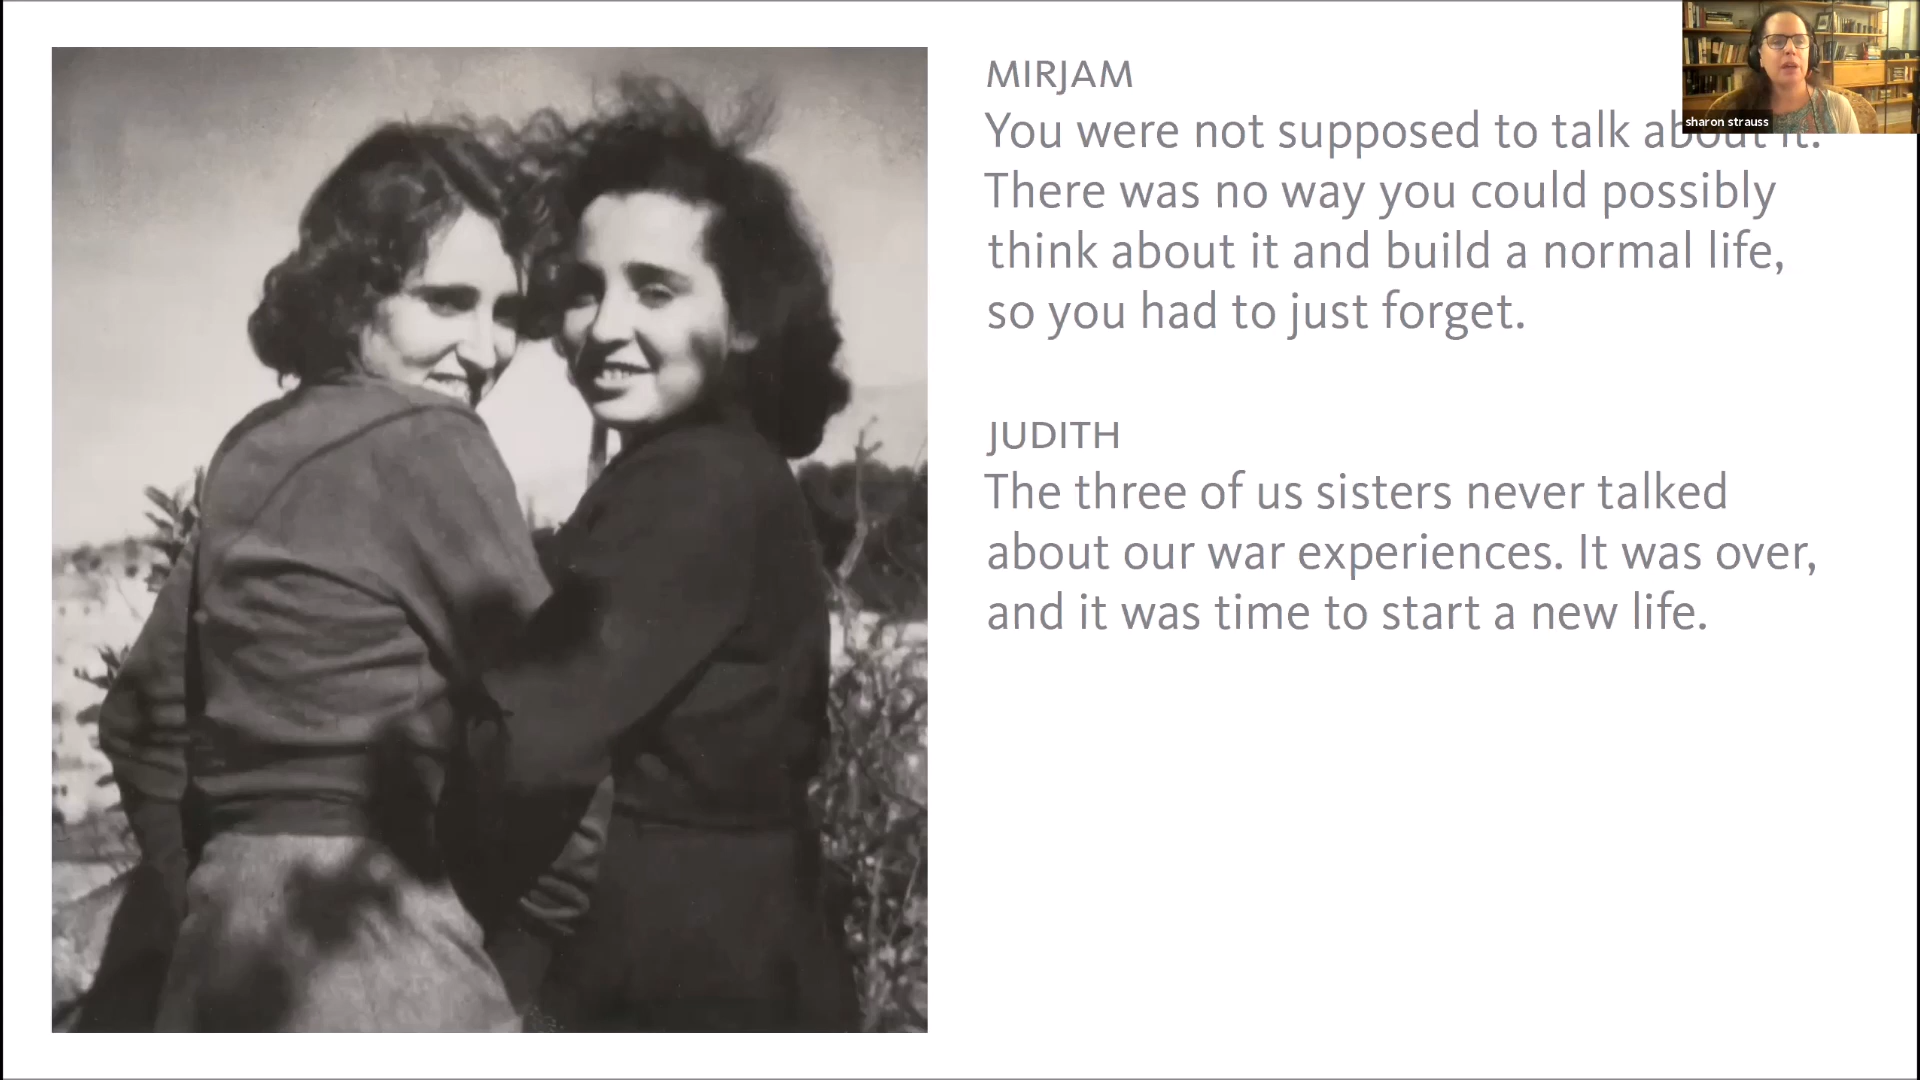 MIRJAM
You were not supposed to talk about it.
There was no way you could possibly
think about it and build a normal life,
so you had to just forget.
JUDITH
The three of us sisters never talked
about our war experiences. It was over,
and it was time to start a new life.
sharon strauss